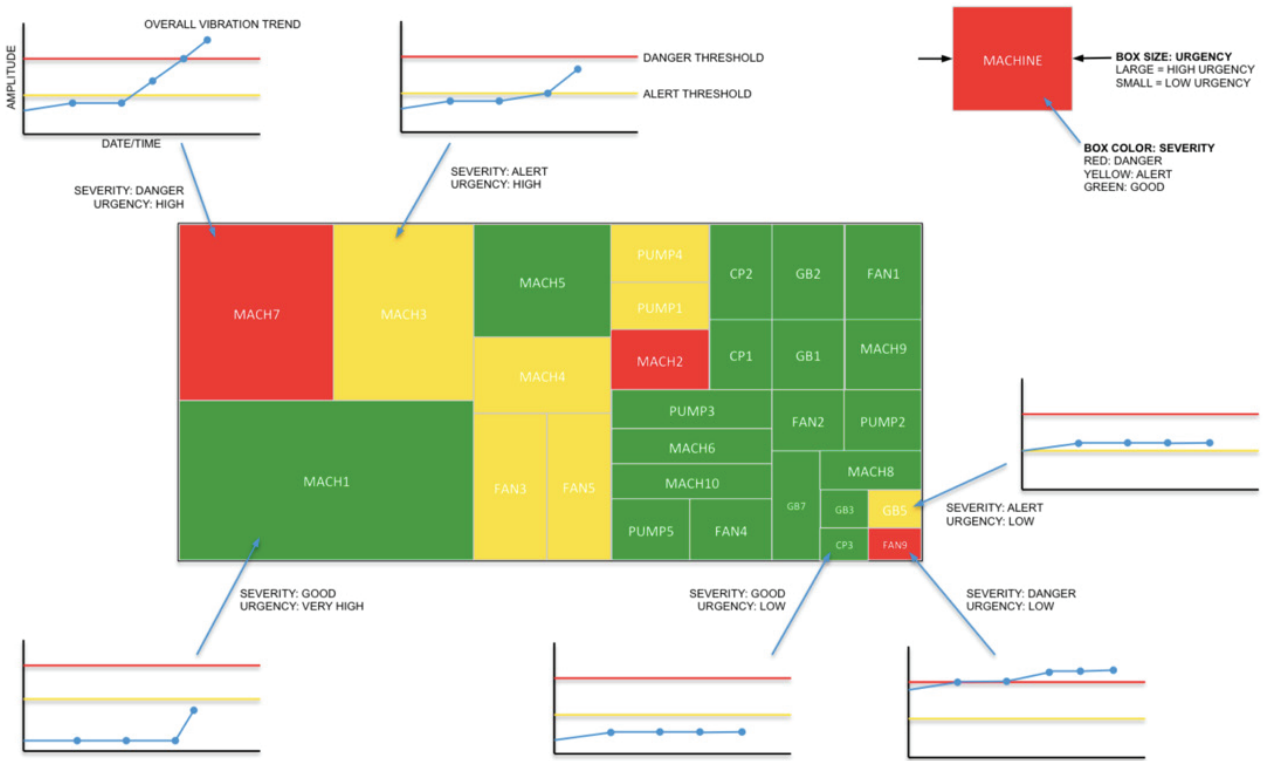 OVERALL VIBRATION TREND
AMPLITUDE
DATE/TIME
DANGER THRESHOLD
ALERT THRESHOLD
MACHINE
BOX SIZE: URGENCY
LARGE = HIGH URGENCY
SMALL = LOW URGENCY
BOX COLOR: SEVERITY
RED: DANGER
YELLOW: ALERT
GREEN: GOOD
SEVERITY: DANGER
URGENCY: HIGH
SEVERITY: ALERT
URGENCY: HIGH
MACH7
MACH3
MACH5
PUMP4
PUMP1
CP2
GB2
FAN1
MACH2
CP1
GB1
MACH9
MACH4
PUMP3
FAN2
PUMP2
MACH6
MACH1
FAN3
FAN5
MACH10
MACH8
GB7
GB3
GB5
PUMP5
FAN4
CP3
FAN9
SEVERITY: ALERT
URGENCY: LOW
SEVERITY: GOOD
URGENCY: VERY HIGH
SEVERITY: GOOD
URGENCY: LOW
SEVERITY: DANGER
URGENCY: LOW